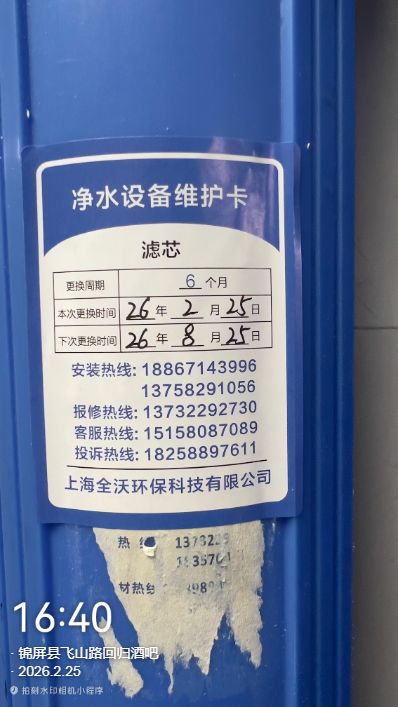 净水设备维护卡
滤芯
更换周期 6 个月
本次更换时间 26 年 2 月 25 日
下次更换时间 26 年 8 月 25 日
安装热线: 18867143996
13758291056
报修热线: 13732292730
客服热线: 15158087089
投诉热线: 18258897611
上海全沃环保科技有限公司
热
材热线
16:40
· 锦屏县飞山路回归酒吧
· 2026.2.25
拍刻水印相机小程序